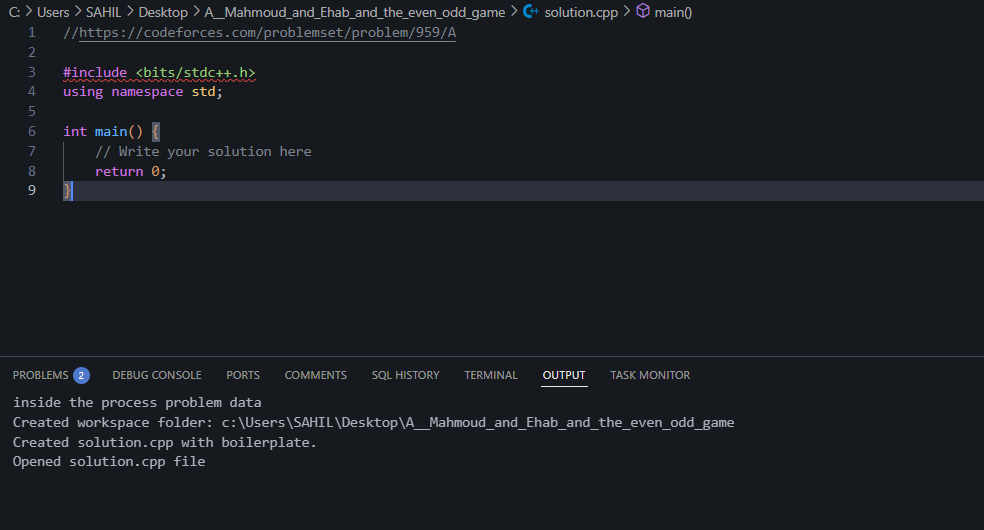 C: > Users > SAHIL > Desktop > A__Mahmoud_and_Ehab_and_the_even_odd_game > solution.cpp > main()
1 //https://codeforces.com/problemset/problem/959/A
2
3 #include <bits/stdc++.h>
4 using namespace std;
5
6 int main() {
7     // Write your solution here
8     return 0;
9 }
PROBLEMS 2 DEBUG CONSOLE PORTS COMMENTS SQL HISTORY TERMINAL OUTPUT TASK MONITOR
inside the process problem data
Created workspace folder: c:\Users\SAHIL\Desktop\A__Mahmoud_and_Ehab_and_the_even_odd_game
Created solution.cpp with boilerplate.
Opened solution.cpp file